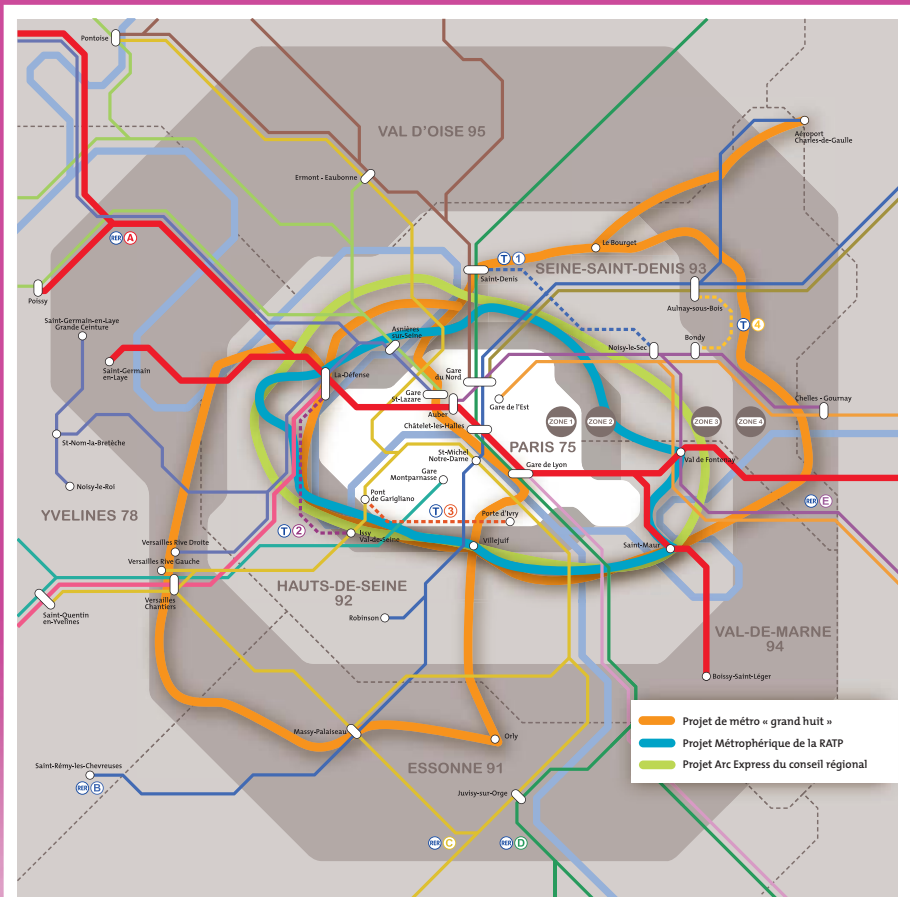 Pontoise
VAL D'OISE 95
Aéroport
Charles-de-Gaulle
Ermont - Eaubonne
RER A
Le Bourget
T 1
SEINE-SAINT-DENIS 93
Saint-Denis
Poissy
Aulnay-sous-Bois
Saint-Germain-en-Laye
Grande Ceinture
Asnières
sur-Seine
T 4
Bondy
Noisy-le-Sec
Saint-Germain
en-Laye
La-Défense
Gare
du Nord
Gare
St-Lazare
Auber
Gare de l'Est
Chelles - Gournay
Châtelet-les-Halles
ZONE 1
ZONE 2
ZONE 3
ZONE 4
St-Nom-la-Bretèche
PARIS 75
St-Michel
Notre-Dame
Gare de Lyon
Val de Fontenay
Gare
Montparnasse
Noisy-le-Roi
Pont
de Garigliano
RER E
YVELINES 78
T 3
Porte d'Ivry
T 2
Issy
Val-de-Seine
Villejuif
Saint-Maur
Versailles Rive Droite
Versailles Rive Gauche
HAUTS-DE-SEINE
92
Versailles
Chantiers
Saint-Quentin
en-Yvelines
Robinson
VAL-DE-MARNE
94
Boissy-Saint-Léger
Projet de métro « grand huit »
Projet Métrophérique de la RATP
Projet Arc Express du conseil régional
Massy-Palaiseau
Orly
Saint-Rémy-les-Chevreuses
RER B
ESSONNE 91
Juvisy-sur-Orge
RER C
RER D